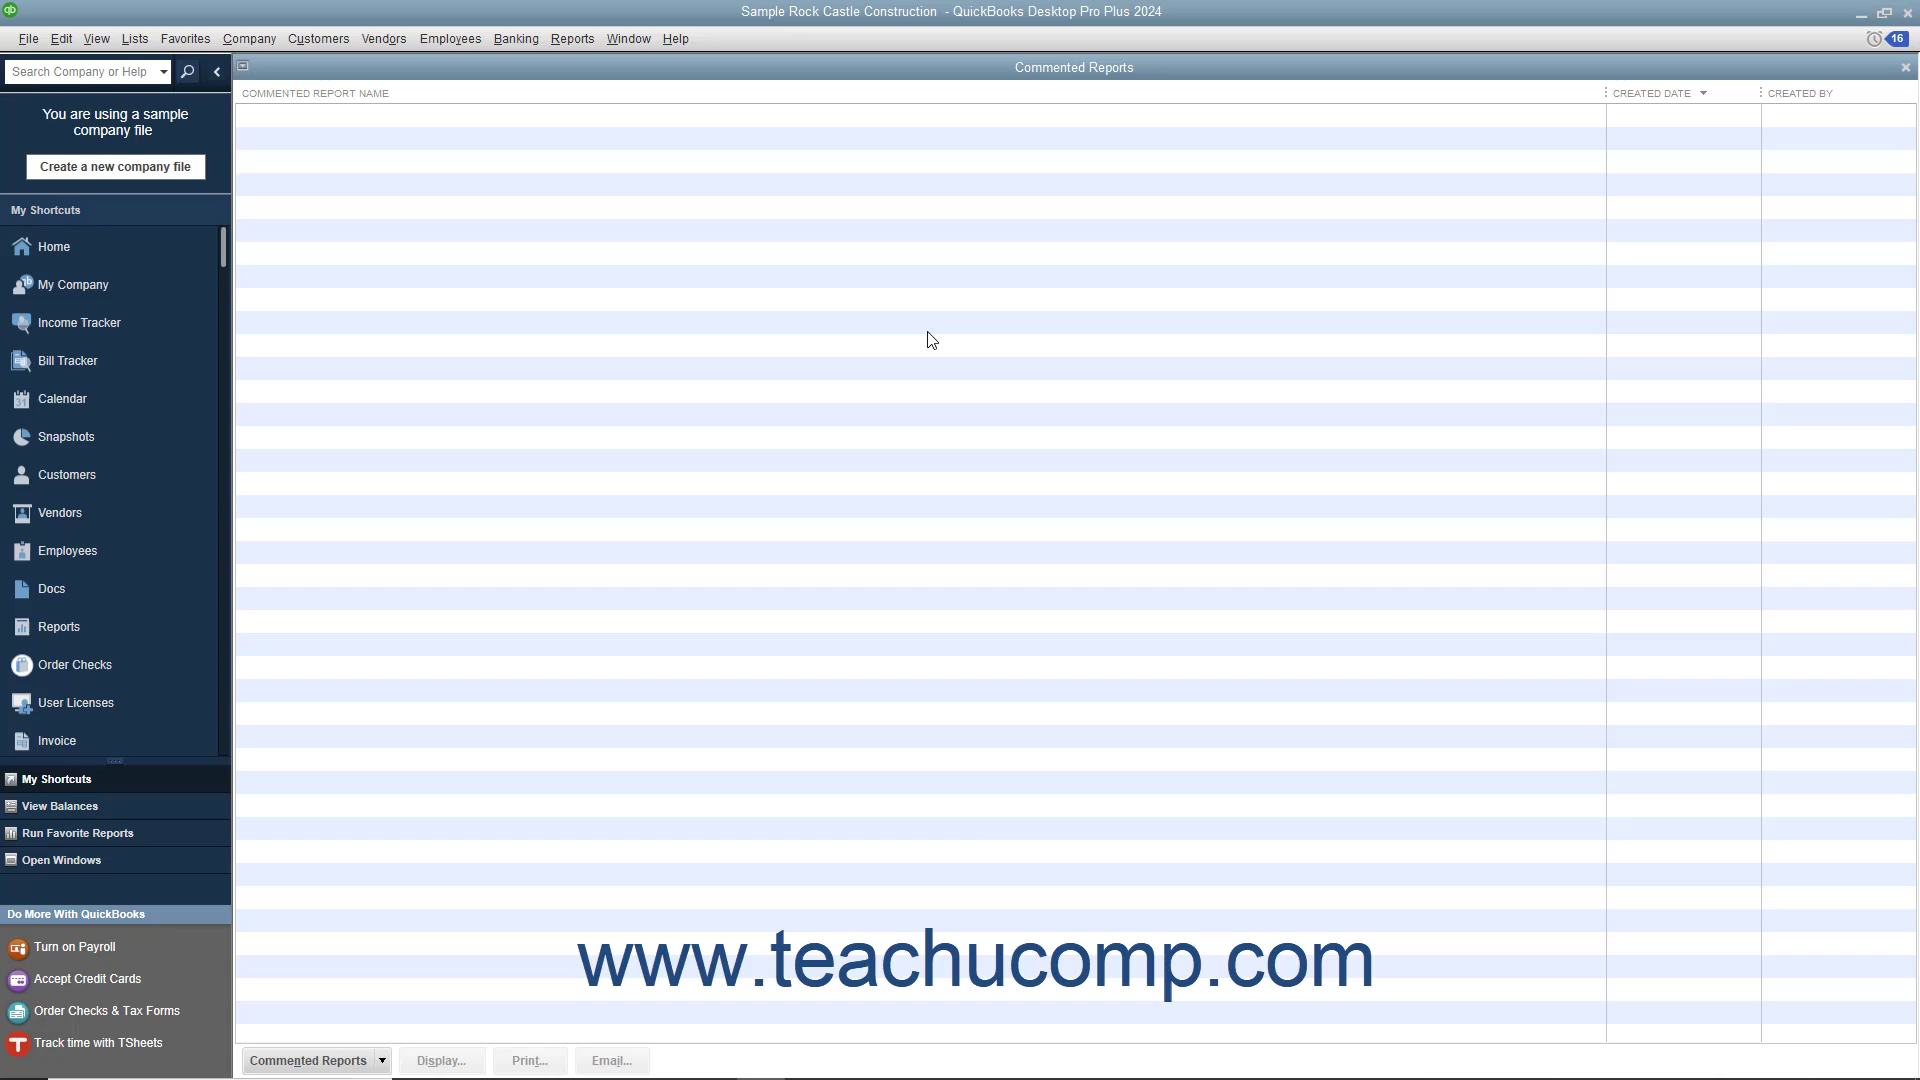 qb
Sample Rock Castle Construction - QuickBooks Desktop Pro Plus 2024
File Edit View Lists Favorites Company Customers Vendors Employees Banking Reports Window Help
16
Search Company or Help
Commented Reports
COMMENTED REPORT NAME
CREATED DATE
CREATED BY
You are using a sample
company file
Create a new company file
My Shortcuts
Home
My Company
Income Tracker
Bill Tracker
31
Calendar
Snapshots
Customers
Vendors
Employees
Docs
Reports
Order Checks
User Licenses
Invoice
My Shortcuts
View Balances
Run Favorite Reports
Open Windows
Do More With QuickBooks
Turn on Payroll
Accept Credit Cards
Order Checks & Tax Forms
T
Track time with TSheets
www.teachucomp.com
Commented Reports
Display...
Print...
Email...